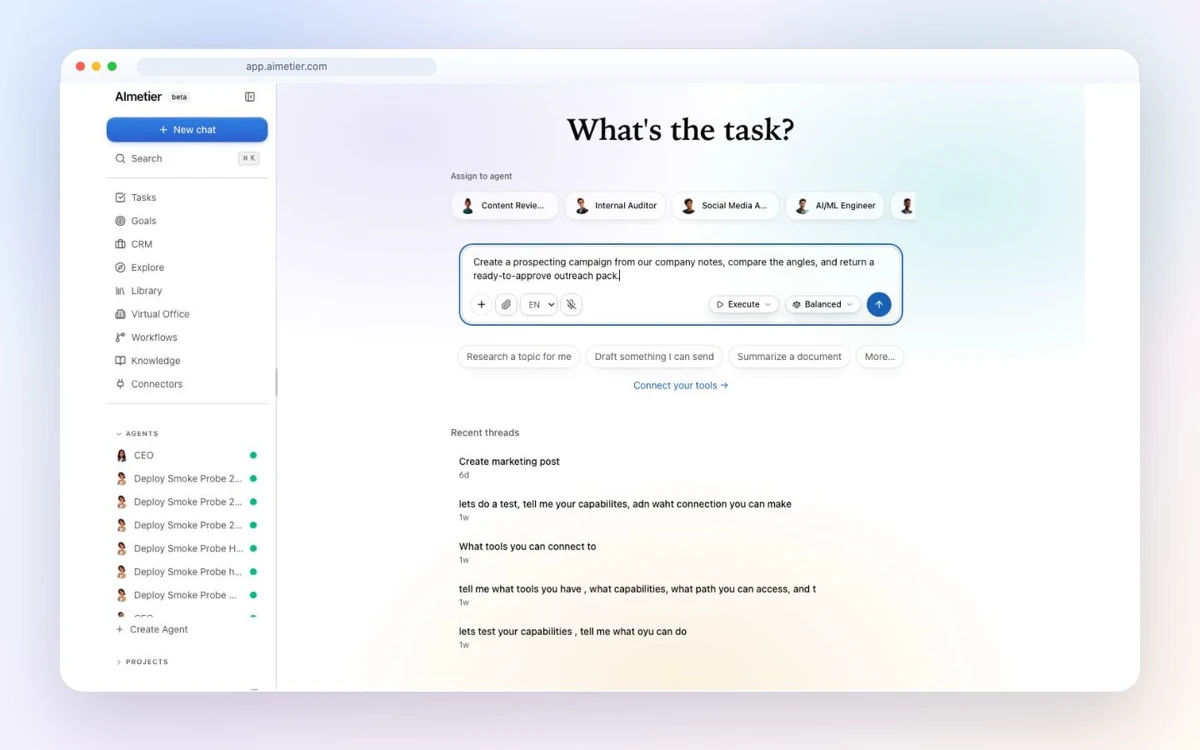 app.aimetier.com
AImetier beta
+ New chat
Search ⌘ K
Tasks
Goals
CRM
Explore
Library
Virtual Office
Workflows
Knowledge
Connectors
AGENTS
CEO
Deploy Smoke Probe 2...
Deploy Smoke Probe 2...
Deploy Smoke Probe 2...
Deploy Smoke Probe H...
Deploy Smoke Probe h...
Deploy Smoke Probe ...
CEO
+ Create Agent
PROJECTS
What's the task?
Assign to agent
Content Revie...
Internal Auditor
Social Media A...
AI/ML Engineer
Create a prospecting campaign from our company notes, compare the angles, and return a
ready-to-approve outreach pack.
EN
Execute
Balanced
Research a topic for me
Draft something I can send
Summarize a document
More...
Connect your tools →
Recent threads
Create marketing post
6d
lets do a test, tell me your capabilites, adn waht connection you can make
1w
What tools you can connect to
1w
tell me what tools you have , what capabilities, what path you can access, and t
1w
lets test your capabilities , tell me what oyu can do
1w